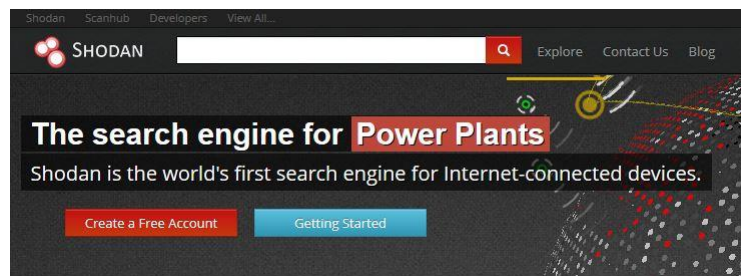 Shodan Scanhub Developers View All...
SHODAN Explore Contact Us Blog
The search engine for Power Plants
Shodan is the world's first search engine for Internet-connected devices.
Create a Free Account Getting Started